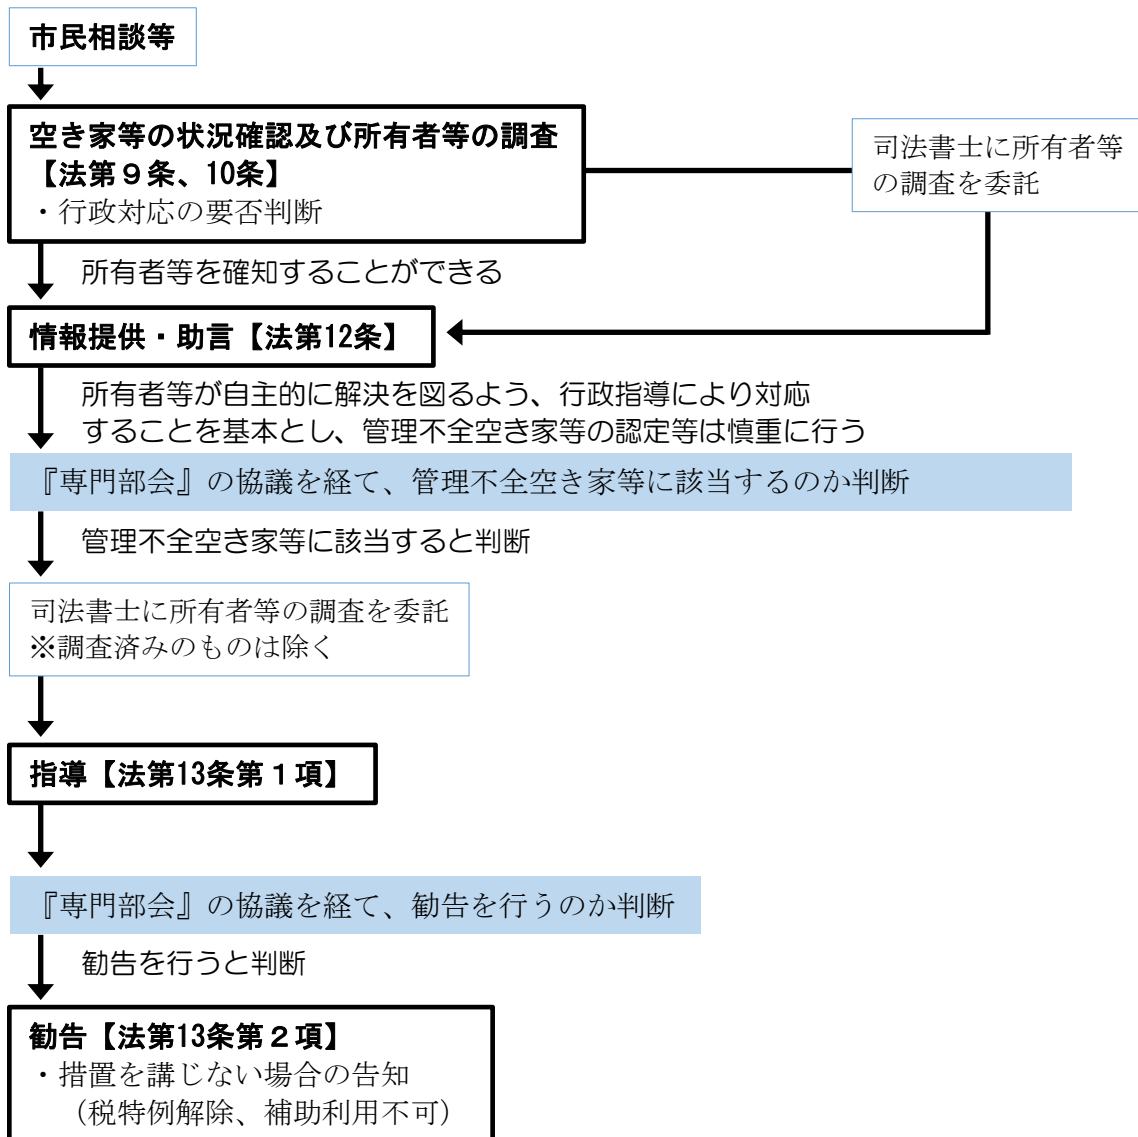 市民相談等
空き家等の状況確認及び所有者等の調査
【法第９条、10条】
・行政対応の要否判断
司法書士に所有者等
の調査を委託
所有者等を確知することができる
情報提供・助言【法第12条】
所有者等が自主的に解決を図るよう、行政指導により対応
することを基本とし、管理不全空き家等の認定等は慎重に行う
『専門部会』の協議を経て、管理不全空き家等に該当するのか判断
管理不全空き家等に該当すると判断
司法書士に所有者等の調査を委託
※調査済みのものは除く
指導【法第13条第１項】
『専門部会』の協議を経て、勧告を行うのか判断
勧告を行うと判断
勧告【法第13条第２項】
・措置を講じない場合の告知
（税特例解除、補助利用不可）